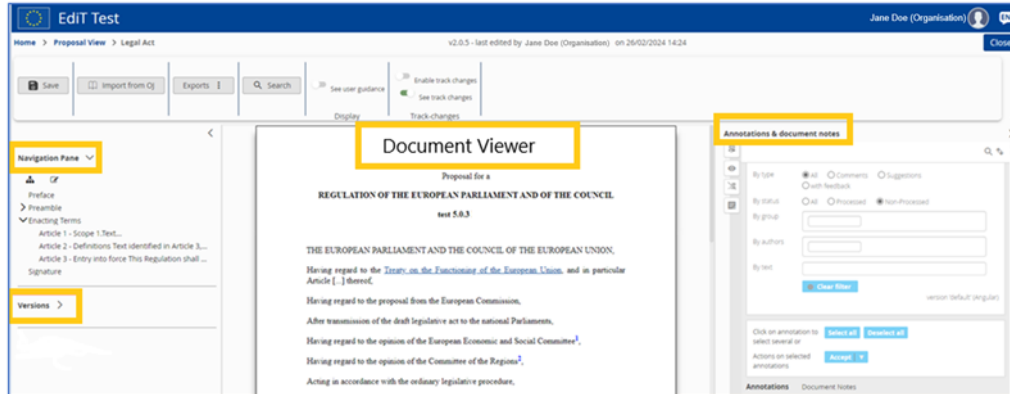 EdiT Test
Jane Doe (Organisation)
EN
Home > Proposal View > Legal Act
v2.0.5 - last edited by Jane Doe (Organisation) on 26/02/2024 14:24
Close
Save
Import from OJ
Exports
Search
See user guidance
Display
Enable track changes
See track changes
Track-changes
Navigation Pane
Preface
Preamble
Enacting Terms
Article 1 - Scope 1.Text...
Article 2 - Definitions Text identified in Article 3,...
Article 3 - Entry into force This Regulation shall ...
Signature
Versions
Document Viewer
Proposal for a
REGULATION OF THE EUROPEAN PARLIAMENT AND OF THE COUNCIL
test 5.0.3
THE EUROPEAN PARLIAMENT AND THE COUNCIL OF THE EUROPEAN UNION,
Having regard to the Treaty on the Functioning of the European Union, and in particular
Article [...] thereof,
Having regard to the proposal from the European Commission,
After transmission of the draft legislative act to the national Parliaments,
Having regard to the opinion of the European Economic and Social Committee1,
Having regard to the opinion of the Committee of the Regions2,
Acting in accordance with the ordinary legislative procedure,
Annotations & document notes
By type
All Comments Suggestions
with feedback
By status
All Processed Non-Processed
By group
By authors
By text
Clear filter
version 'default' (Angular)
Click on annotation to
select several or
Select all Deselect all
Actions on selected
annotations
Accept
Annotations Document Notes